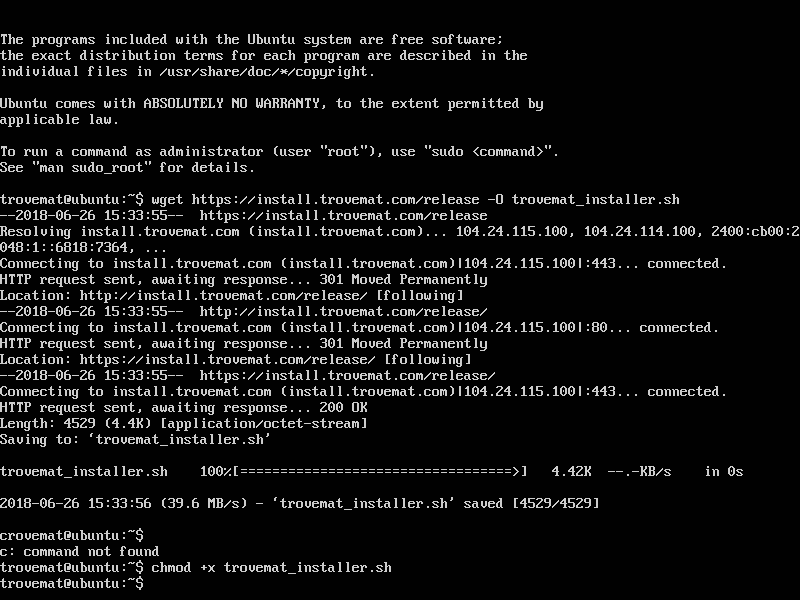 The programs included with the Ubuntu system are free software;
the exact distribution terms for each program are described in the
individual files in /usr/share/doc/*/copyright.
Ubuntu comes with ABSOLUTELY NO WARRANTY, to the extent permitted by
applicable law.
To run a command as administrator (user "root"), use "sudo <command>".
See "man sudo_root" for details.
trovemat@ubuntu:~$ wget https://install.trovemat.com/release -O trovemat_installer.sh
--2018-06-26 15:33:55--  https://install.trovemat.com/release
Resolving install.trovemat.com (install.trovemat.com)... 104.24.115.100, 104.24.114.100, 2400:cb00:2
048:1::6818:7364, ...
Connecting to install.trovemat.com (install.trovemat.com)|104.24.115.100|:443... connected.
HTTP request sent, awaiting response... 301 Moved Permanently
Location: http://install.trovemat.com/release/ [following]
--2018-06-26 15:33:55--  http://install.trovemat.com/release/
Connecting to install.trovemat.com (install.trovemat.com)|104.24.115.100|:80... connected.
HTTP request sent, awaiting response... 301 Moved Permanently
Location: https://install.trovemat.com/release/ [following]
--2018-06-26 15:33:55--  https://install.trovemat.com/release/
Connecting to install.trovemat.com (install.trovemat.com)|104.24.115.100|:443... connected.
HTTP request sent, awaiting response... 200 OK
Length: 4529 (4.4K) [application/octet-stream]
Saving to: ‘trovemat_installer.sh’
trovemat_installer.sh    100%[==================================>]   4.42K  --.-KB/s    in 0s
2018-06-26 15:33:56 (39.6 MB/s) - ‘trovemat_installer.sh’ saved [4529/4529]
crovemat@ubuntu:~$
c: command not found
trovemat@ubuntu:~$ chmod +x trovemat_installer.sh
trovemat@ubuntu:~$